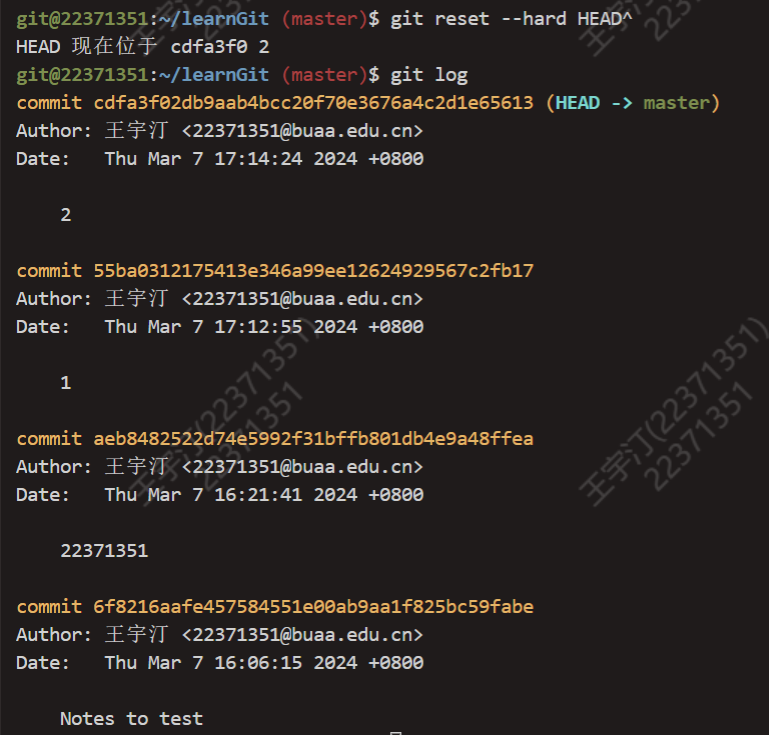 git@22371351:~/learnGit (master)$ git reset --hard HEAD^
HEAD 现在位于 cdfa3f0 2
git@22371351:~/learnGit (master)$ git log
commit cdfa3f02db9aab4bcc20f70e3676a4c2d1e65613 (HEAD -> master)
Author: 王宇汀 <22371351@buaa.edu.cn>
Date:   Thu Mar 7 17:14:24 2024 +0800
2
commit 55ba0312175413e346a99ee12624929567c2fb17
Author: 王宇汀 <22371351@buaa.edu.cn>
Date:   Thu Mar 7 17:12:55 2024 +0800
1
commit aeb8482522d74e5992f31bffb801db4e9a48ffea
Author: 王宇汀 <22371351@buaa.edu.cn>
Date:   Thu Mar 7 16:21:41 2024 +0800
22371351
commit 6f8216aafe457584551e00ab9aa1f825bc59fabe
Author: 王宇汀 <22371351@buaa.edu.cn>
Date:   Thu Mar 7 16:06:15 2024 +0800
Notes to test
王宇汀(22371351)
22371351
王宇汀(22371351)
22371351